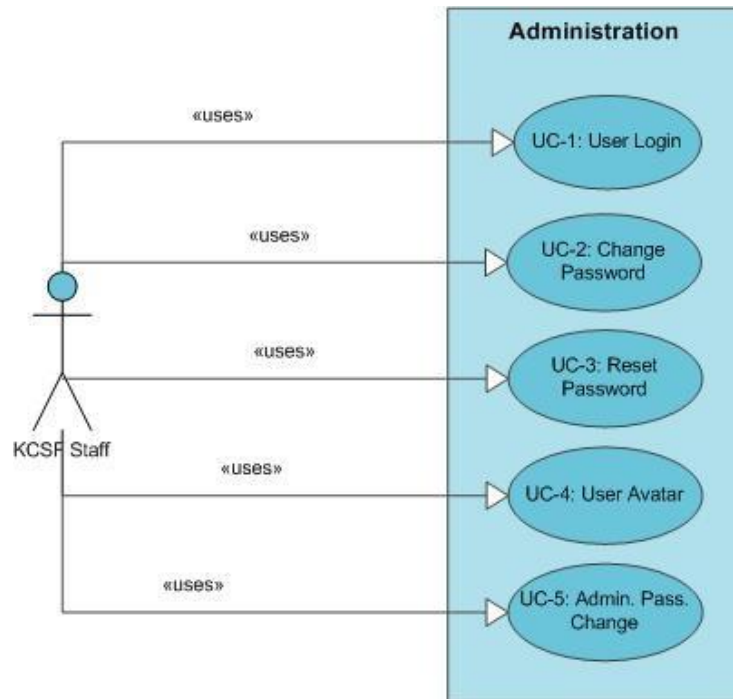 Administration
«uses»
UC-1: User Login
«uses»
UC-2: Change
Password
«uses»
UC-3: Reset
Password
KCSF Staff
«uses»
UC-4: User Avatar
«uses»
UC-5: Admin. Pass.
Change